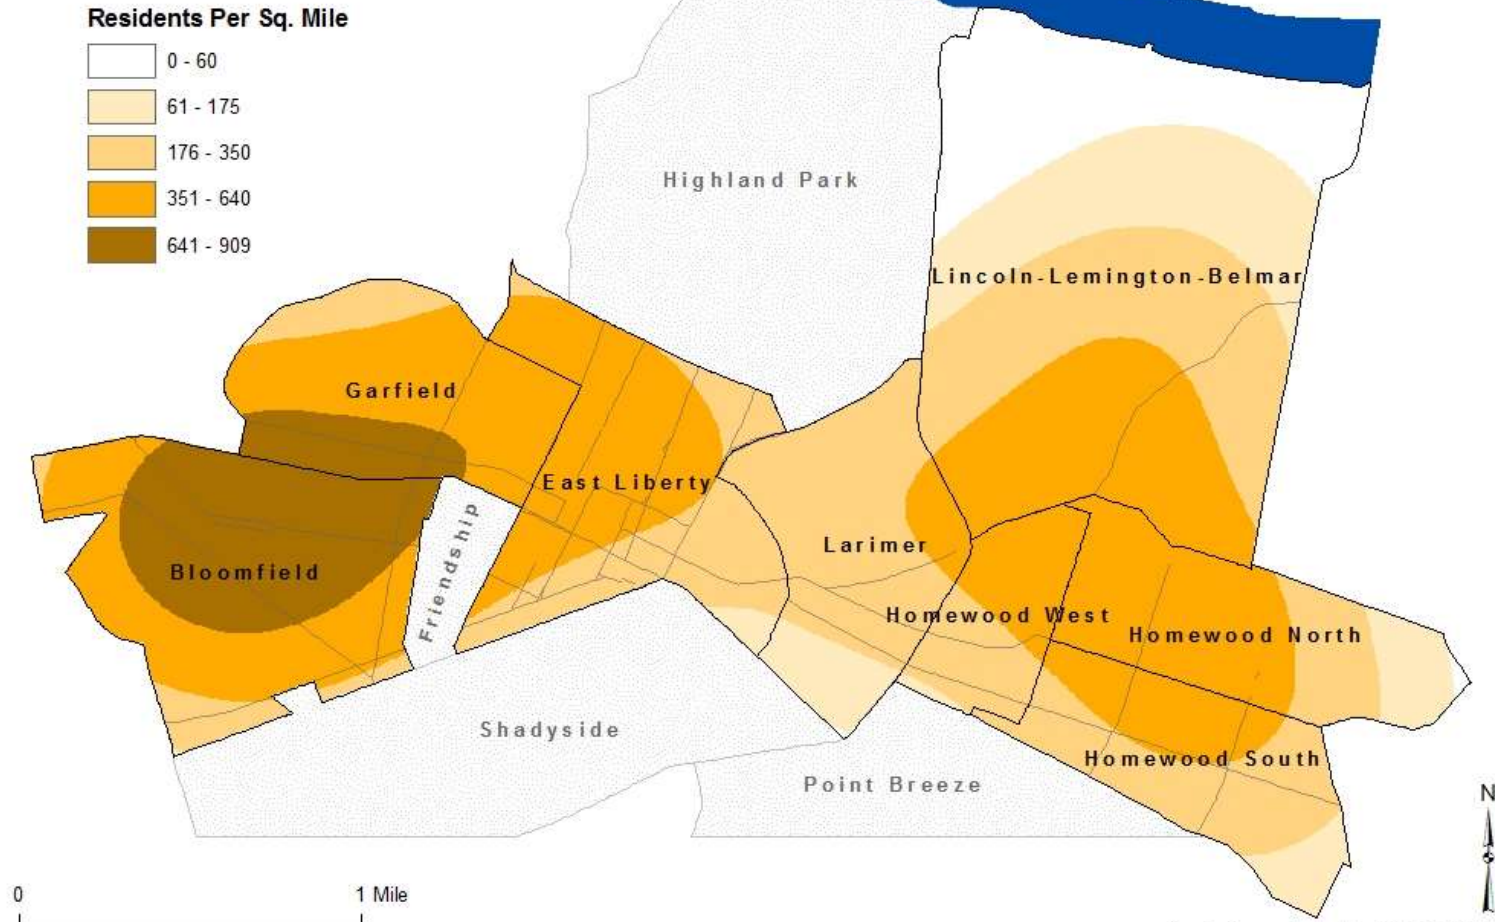 Residents Per Sq. Mile
0 - 60
61 - 175
176 - 350
351 - 640
641 - 909
Highland Park
Lincoln-Lemington-Belmar
Garfield
East Liberty
Friendship
Larimer
Bloomfield
Homewood West
Homewood North
Shadyside
Homewood South
Point Breeze
N
0
1 Mile